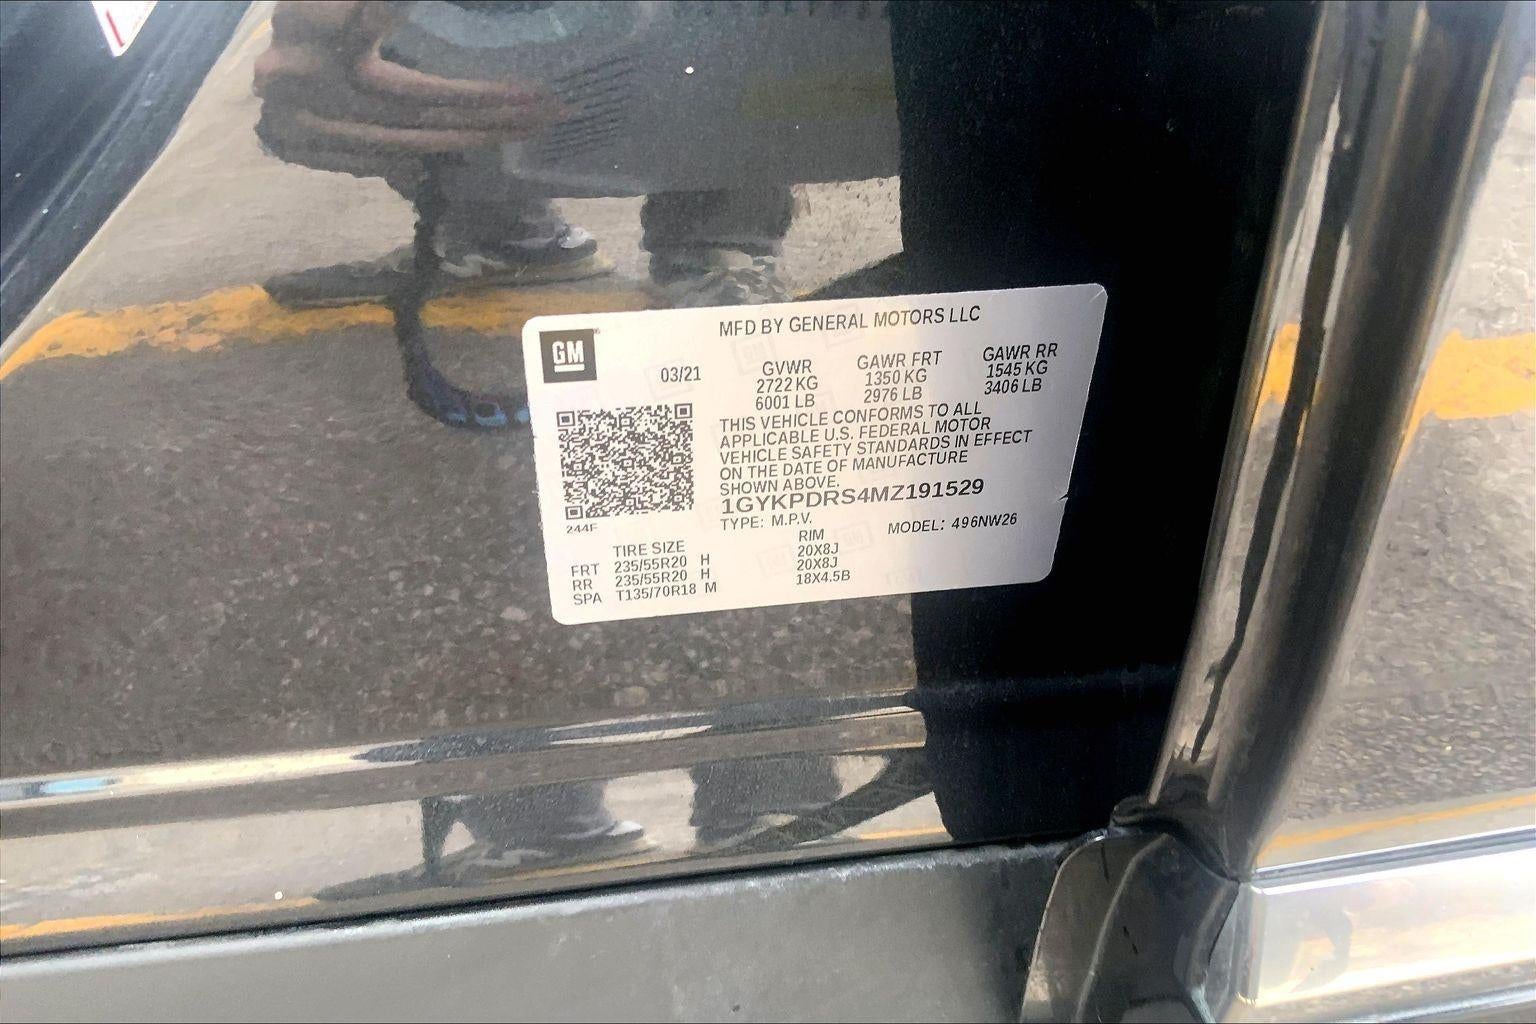 MFD BY GENERAL MOTORS LLC
GM
03/21
GVWR GAWR FRT GAWR RR
2722 KG 1350 KG 1545 KG
6001 LB 2976 LB 3406 LB
THIS VEHICLE CONFORMS TO ALL
APPLICABLE U.S. FEDERAL MOTOR
VEHICLE SAFETY STANDARDS IN EFFECT
ON THE DATE OF MANUFACTURE
SHOWN ABOVE.
1GYKPDRS4MZ191529
TYPE: M.P.V. MODEL: 496NW26
244F
TIRE SIZE RIM
FRT 235/55R20 H 20X8J
RR 235/55R20 H 20X8J
SPA T135/70R18 M 18X4.5B